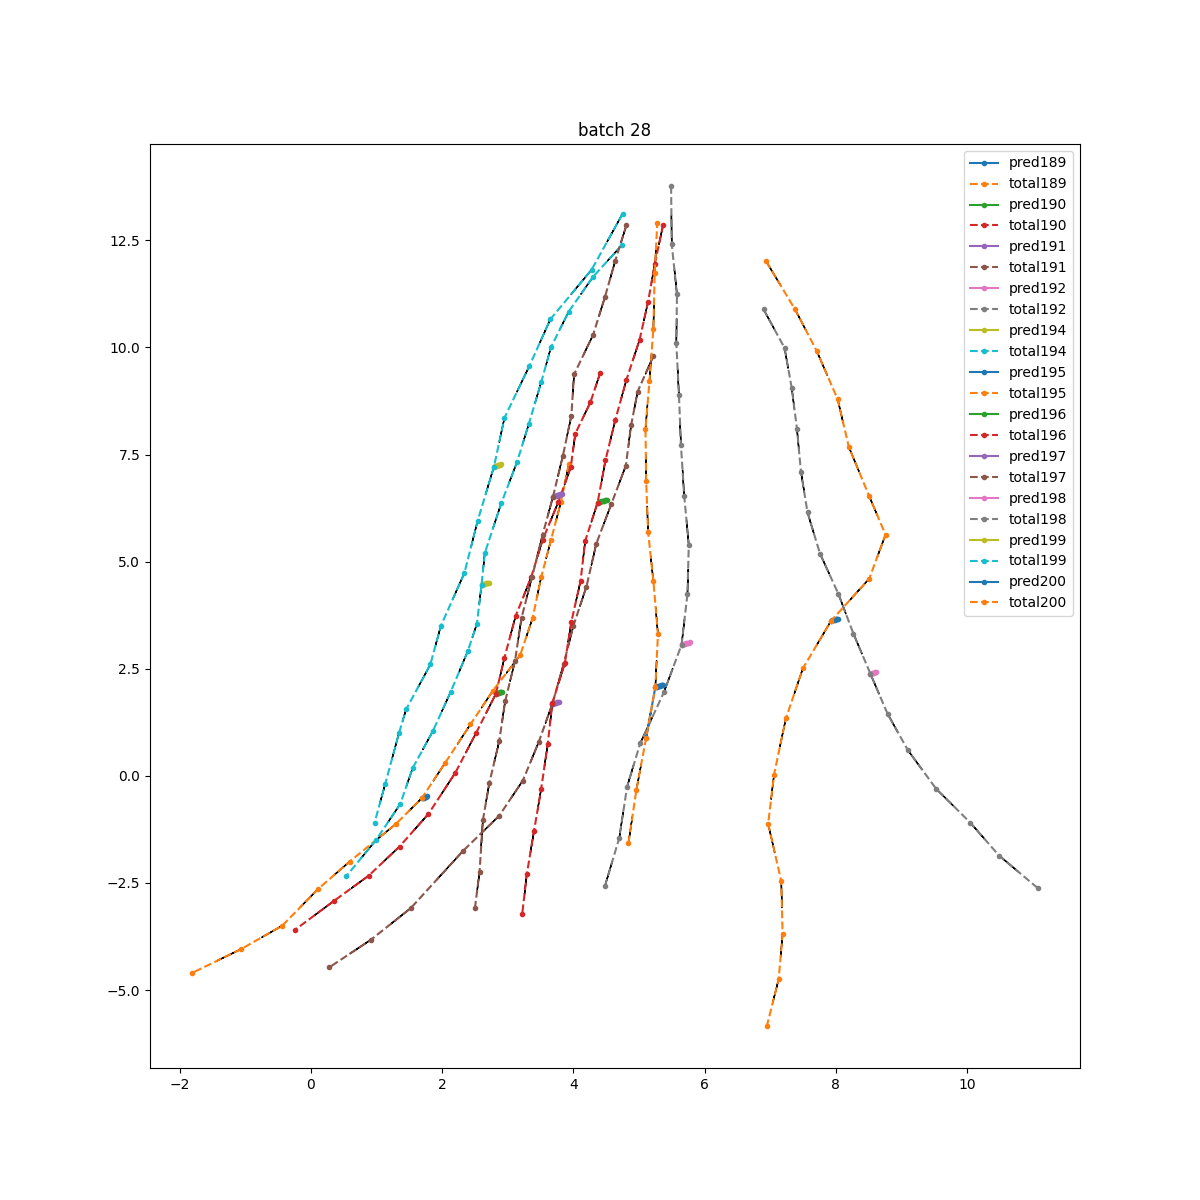 batch 28
pred189
total189
pred190
total190
pred191
total191
pred192
total192
pred194
total194
pred195
total195
pred196
total196
pred197
total197
pred198
total198
pred199
total199
pred200
total200
12.5
10.0
7.5
5.0
2.5
0.0
−2.5
−5.0
−2 0 2 4 6 8 10